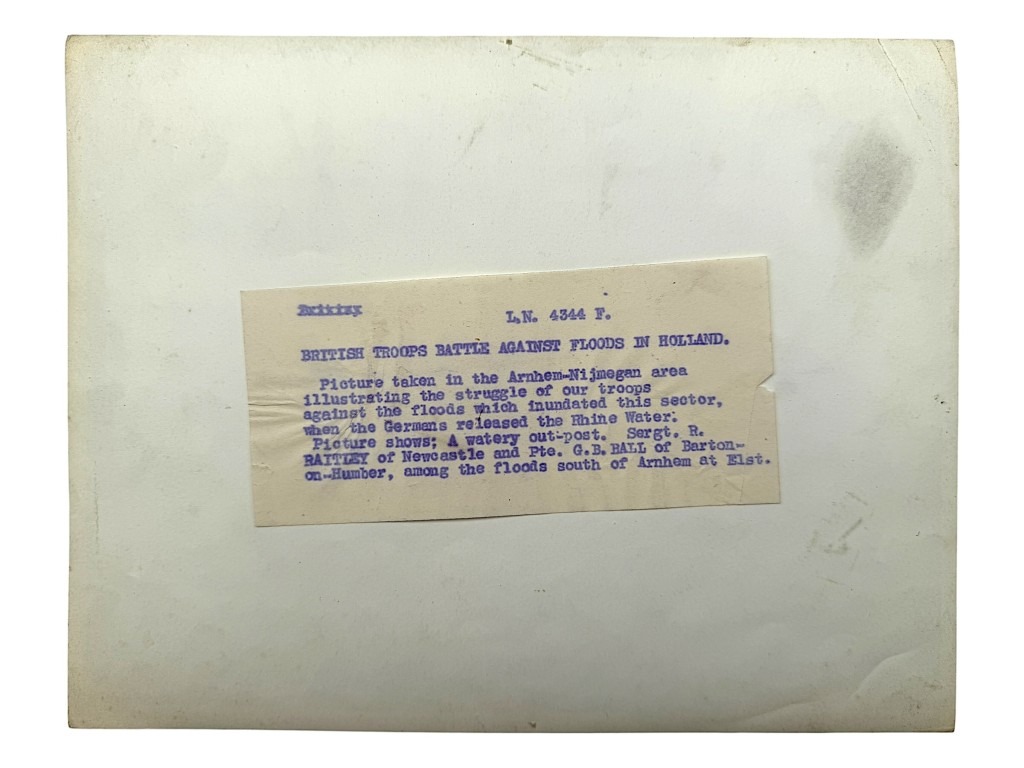 L.N. 4344 F.
BRITISH TROOPS BATTLE AGAINST FLOODS IN HOLLAND.
Picture taken in the Arnhem-Nijmegan area
illustrating the struggle of our troops
against the floods which inundated this sector,
when the Germans released the Rhine Water.
Picture shows; A watery out-post. Sergt. R.
RAITLEY of Newcastle and Pte. G.B. BALL of Barton-
on-Humber, among the floods south of Arnhem at Elst.